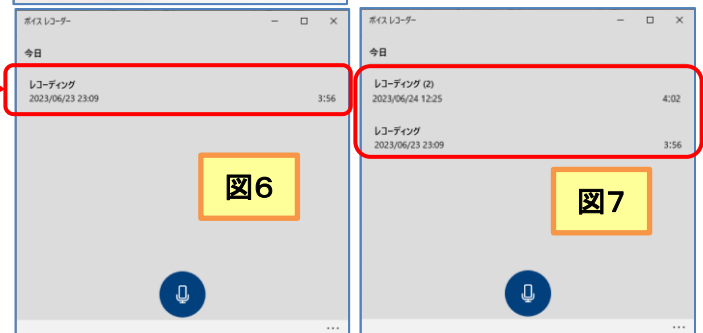 ボイス レコーダー
今日
レコーディング
2023/06/23 23:09
3:56
図6
ボイス レコーダー
今日
レコーディング (2)
2023/06/24 12:25
4:02
レコーディング
2023/06/23 23:09
3:56
図7